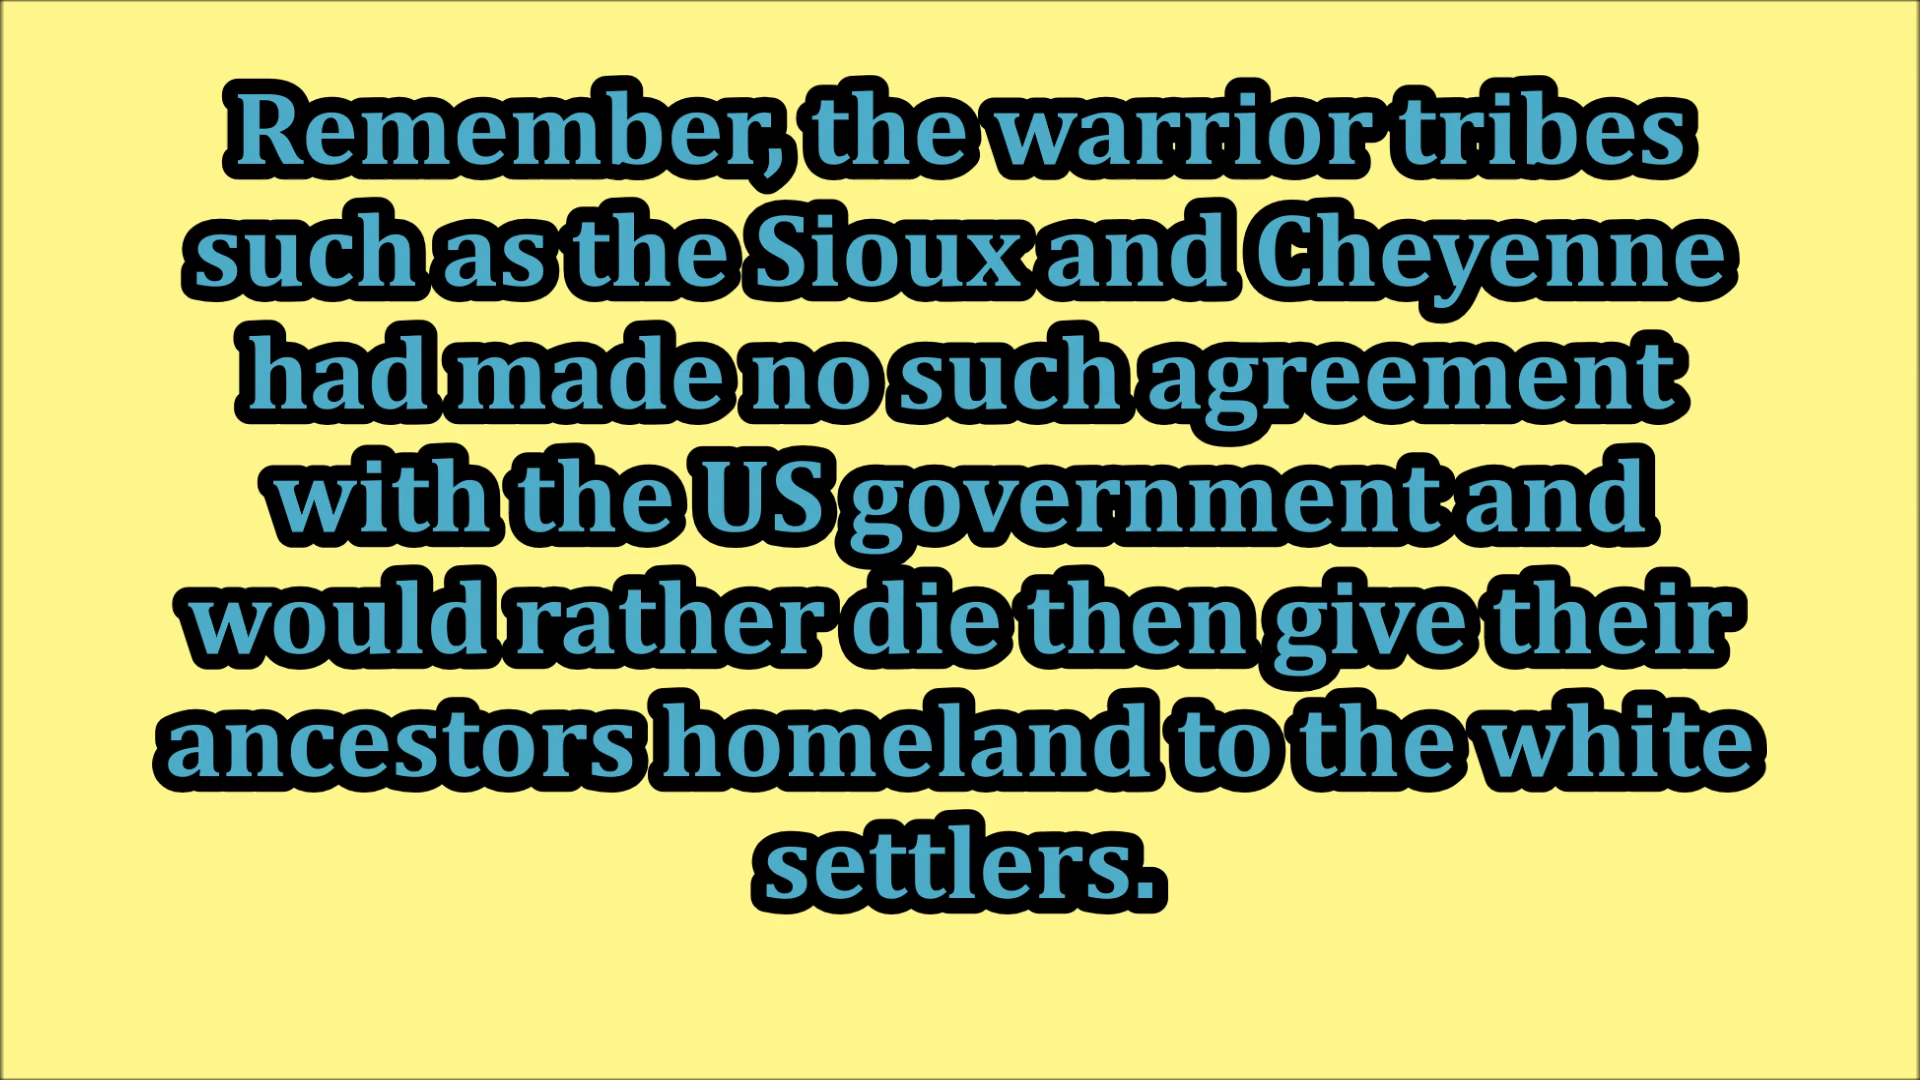 Remember, the warrior tribes
such as the Sioux and Cheyenne
had made no such agreement
with the US government and
would rather die then give their
ancestors homeland to the white
settlers.